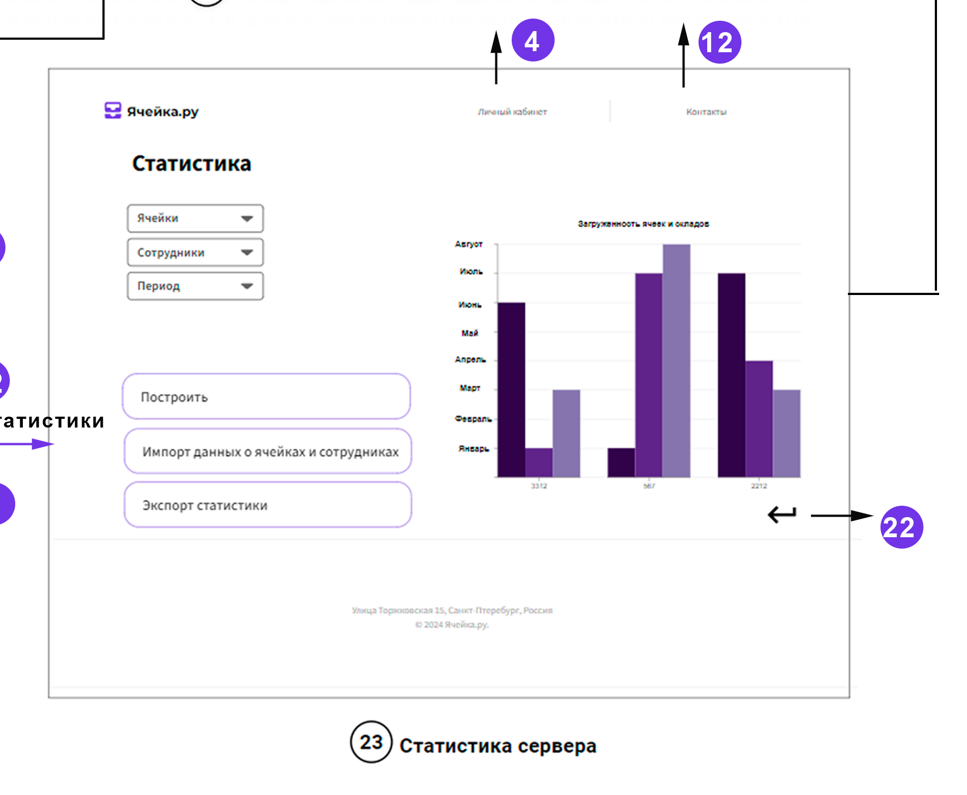 4
12
Ячейка.ру
Личный кабинет
Контакты
Статистика
Ячейки
Сотрудники
Период
Загруженность ячеек и складов
Август
Июль
Июнь
Май
Апрель
Март
Февраль
Январь
3312
567
2212
Построить
Импорт данных о ячейках и сотрудниках
Экспорт статистики
татистики
22
Улица Торжковская 15, Санкт-Птеребург, Россия
© 2024 Ячейка.ру.
23 Статистика сервера